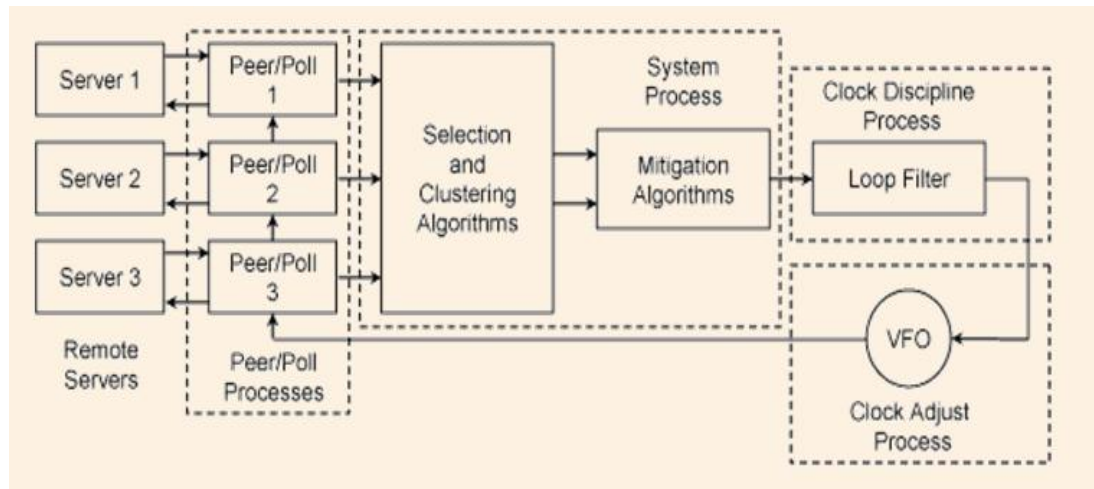 Server 1
Server 2
Server 3
Remote
Servers
Peer/Poll
1
Peer/Poll
2
Peer/Poll
3
Peer/Poll
Processes
Selection
and
Clustering
Algorithms
System
Process
Mitigation
Algorithms
Clock Discipline
Process
Loop Filter
VFO
Clock Adjust
Process